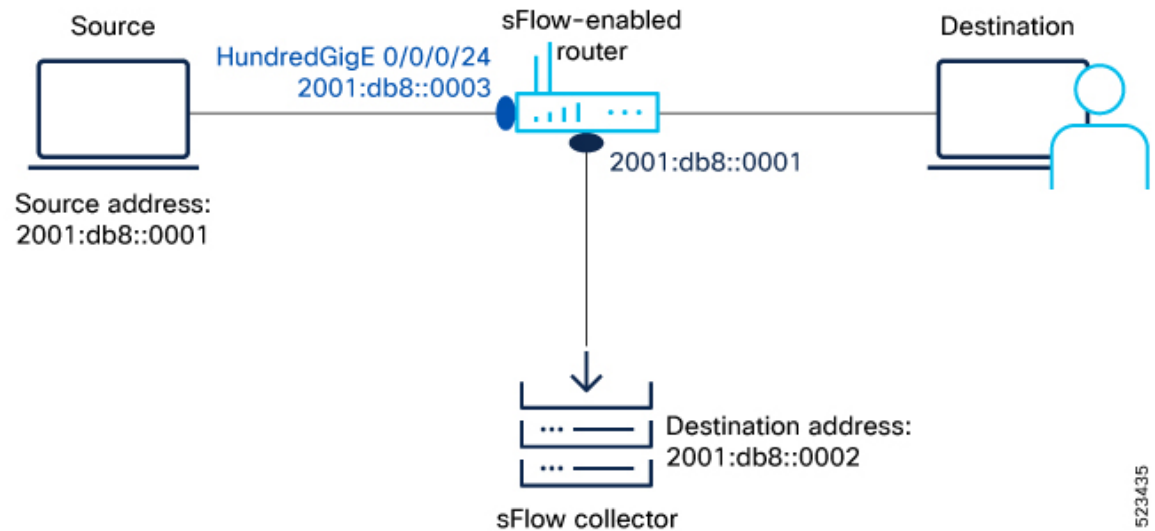 Source
sFlow-enabled
router
Destination
HundredGigE 0/0/0/24
2001:db8::0003
2001:db8::0001
Source address:
2001:db8::0001
Destination address:
2001:db8::0002
sFlow collector
523435